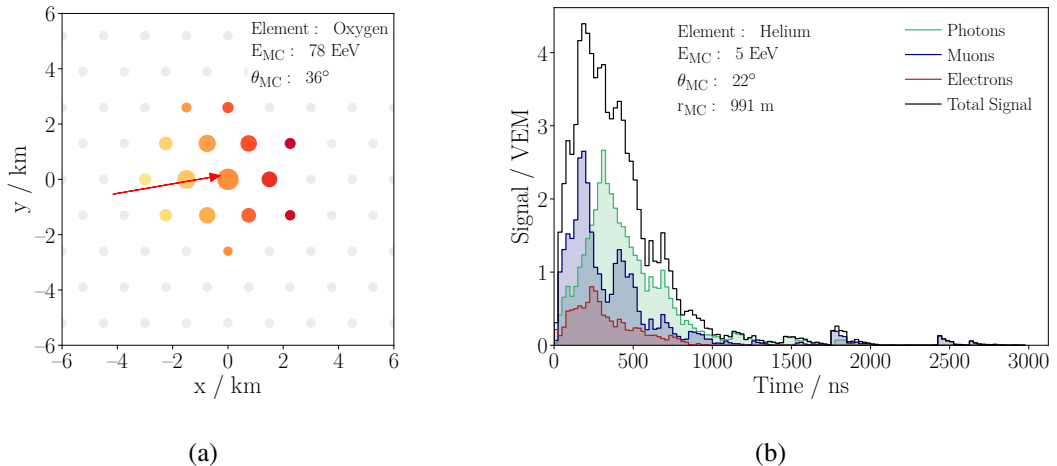 Element : Oxygen
E_MC : 78 EeV
θ_MC : 36°
6
4
2
0
−2
−4
−6
y / km
−6 −4 −2 0 2 4 6
x / km
(a)
Element : Helium
E_MC : 5 EeV
θ_MC : 22°
r_MC : 991 m
Photons
Muons
Electrons
Total Signal
4
3
2
1
0
Signal / VEM
0 500 1000 1500 2000 2500 3000
Time / ns
(b)